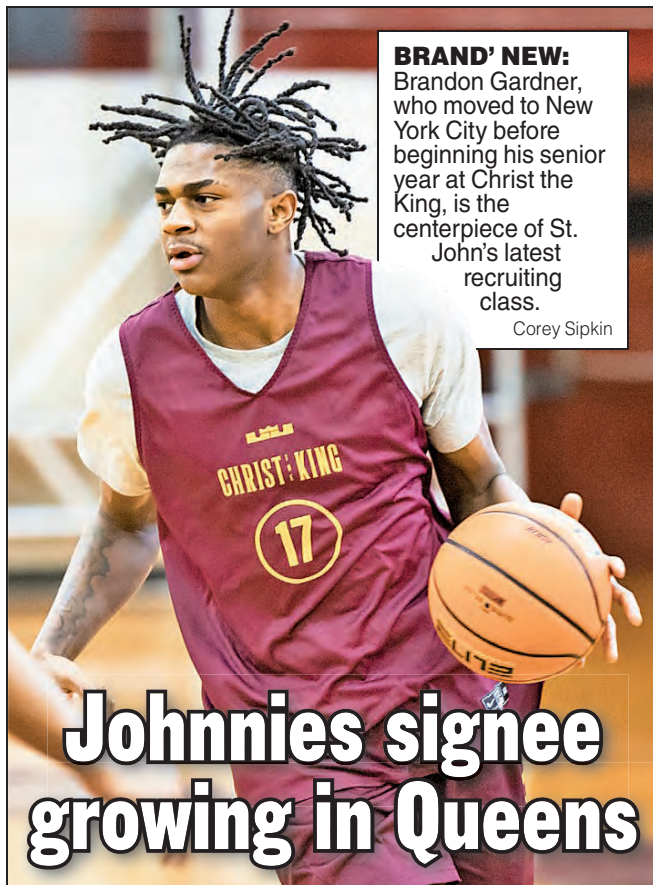 BRAND’ NEW:
Brandon Gardner,
who moved to New
York City before
beginning his senior
year at Christ the
King, is the
centerpiece of St.
John’s latest
recruiting
class.
Corey Sipkin
CHRIST THE KING
17
ELITE
Johnnies signee
growing in Queens